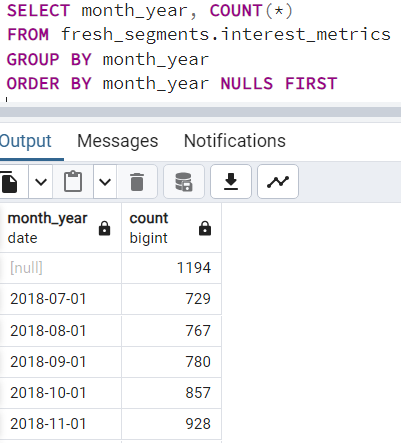 SELECT month_year, COUNT(*)
FROM fresh_segments.interest_metrics
GROUP BY month_year
ORDER BY month_year NULLS FIRST
Output Messages Notifications
month_year count
date bigint
[null] 1194
2018-07-01 729
2018-08-01 767
2018-09-01 780
2018-10-01 857
2018-11-01 928